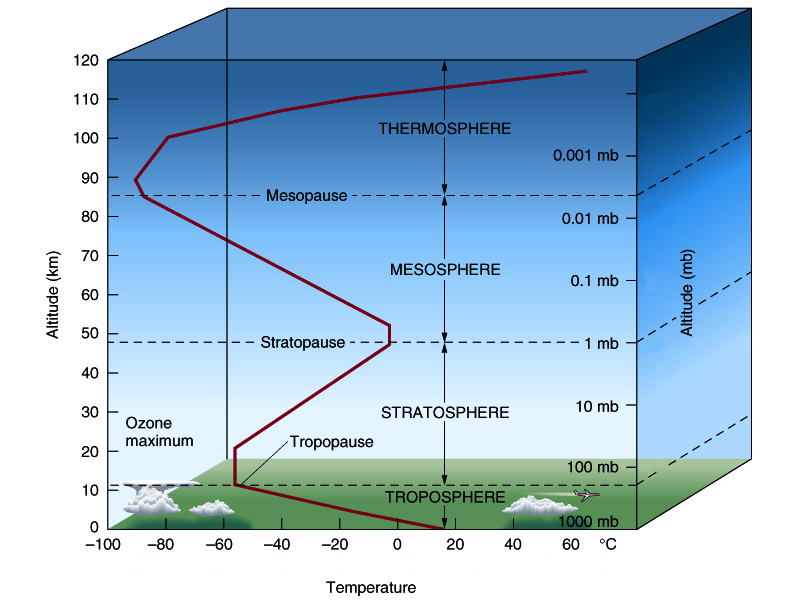 120
110
100
90
80
70
60
50
40
30
20
10
0
Altitude (km)
THERMOSPHERE
0.001 mb
Mesopause
0.01 mb
MESOSPHERE
0.1 mb
Altitude (mb)
Stratopause
1 mb
10 mb
STRATOSPHERE
Ozone
maximum
Tropopause
100 mb
TROPOSPHERE
1000 mb
−100 −80 −60 −40 −20 0 20 40 60 °C
Temperature